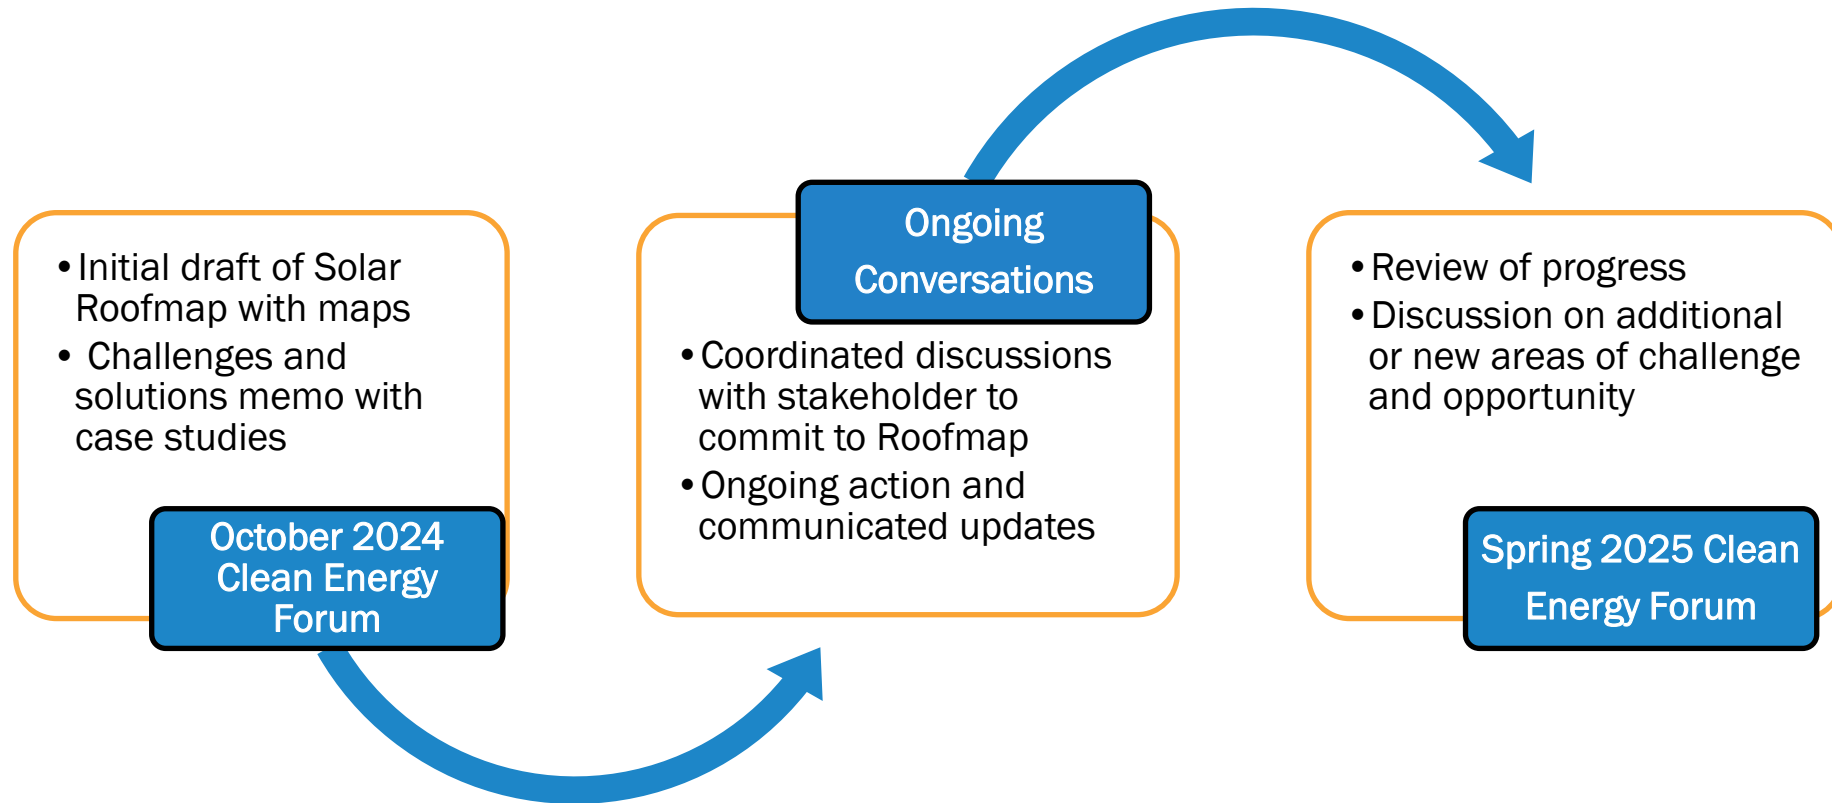 •Initial draft of Solar
Roofmap with maps
• Challenges and
solutions memo with
case studies
October 2024
Clean Energy
Forum
Ongoing
Conversations
•Coordinated discussions
with stakeholder to
commit to Roofmap
•Ongoing action and
communicated updates
•Review of progress
•Discussion on additional
or new areas of challenge
and opportunity
Spring 2025 Clean
Energy Forum